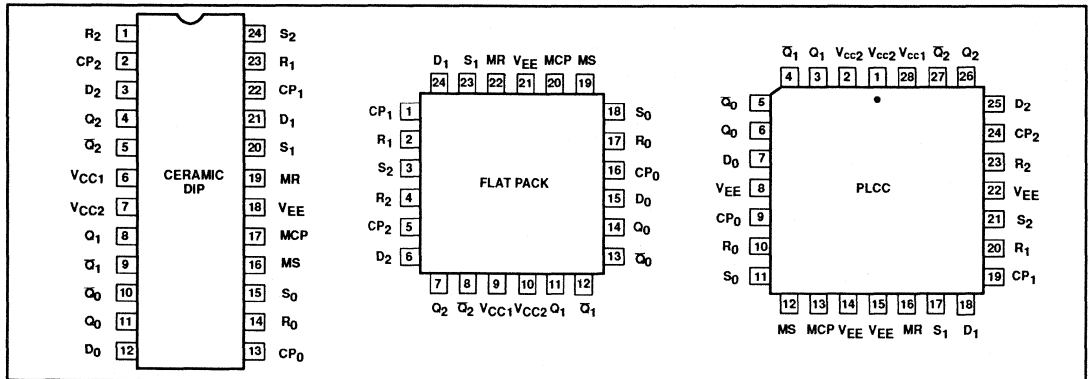 R2 1 24 S2
CP2 2 23 R1
D2 3 22 CP1
Q2 4 21 D1
Q̅2 5 20 S1
VCC1 6 19 MR
VCC2 7 18 VEE
Q1 8 17 MCP
Q̅1 9 16 MS
Q̅0 10 15 S0
Q0 11 14 R0
D0 12 13 CP0
CERAMIC
DIP
D1 S1 MR VEE MCP MS
24 23 22 21 20 19
CP1 1 18 S0
R1 2 17 R0
S2 3 16 CP0
R2 4 15 D0
CP2 5 14 Q0
D2 6 13 Q̅0
FLAT PACK
7 8 9 10 11 12
Q2 Q̅2 VCC1 VCC2 Q1 Q̅1
Q̅1 Q1 Vcc2 Vcc2 Vcc1 Q̅2 Q2
4 3 2 1 28 27 26
Q̅0 5 25 D2
Q0 6 24 CP2
D0 7 23 R2
VEE 8 22 VEE
CP0 9 21 S2
R0 10 20 R1
S0 11 19 CP1
PLCC
12 13 14 15 16 17 18
MS MCP VEE VEE MR S1 D1